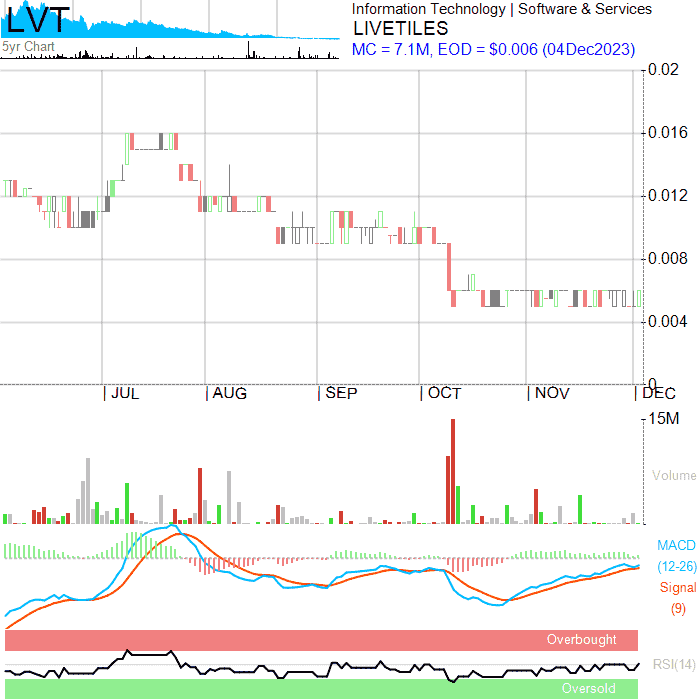 LVT
5yr Chart
Information Technology | Software & Services
LIVETILES
MC = 7.1M, EOD = $0.006 (04Dec2023)
0.02
0.016
0.012
0.008
0.004
0
JUL
AUG
SEP
OCT
NOV
DEC
15M
Volume
MACD
(12-26)
Signal
(9)
Overbought
RSI(14)
Oversold